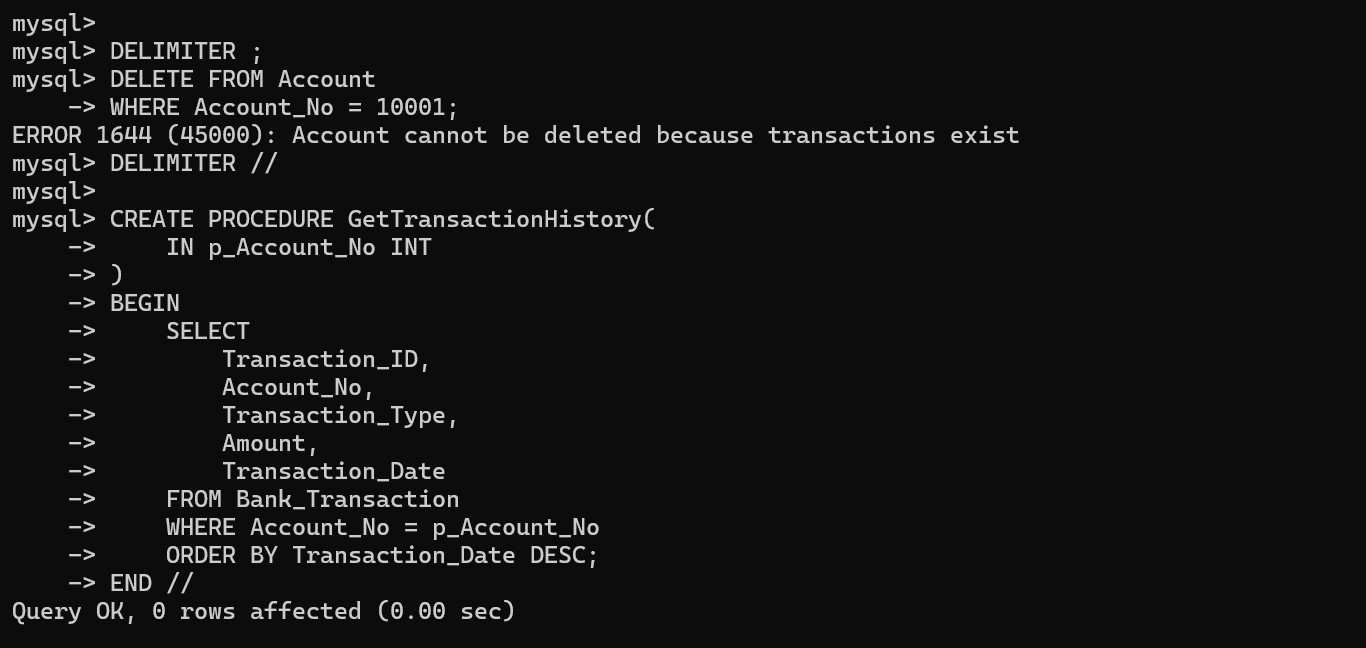 mysql>
mysql> DELIMITER ;
mysql> DELETE FROM Account
    -> WHERE Account_No = 10001;
ERROR 1644 (45000): Account cannot be deleted because transactions exist
mysql> DELIMITER //
mysql>
mysql> CREATE PROCEDURE GetTransactionHistory(
    ->     IN p_Account_No INT
    -> )
    -> BEGIN
    ->     SELECT
    ->         Transaction_ID,
    ->         Account_No,
    ->         Transaction_Type,
    ->         Amount,
    ->         Transaction_Date
    ->     FROM Bank_Transaction
    ->     WHERE Account_No = p_Account_No
    ->     ORDER BY Transaction_Date DESC;
    -> END //
Query OK, 0 rows affected (0.00 sec)